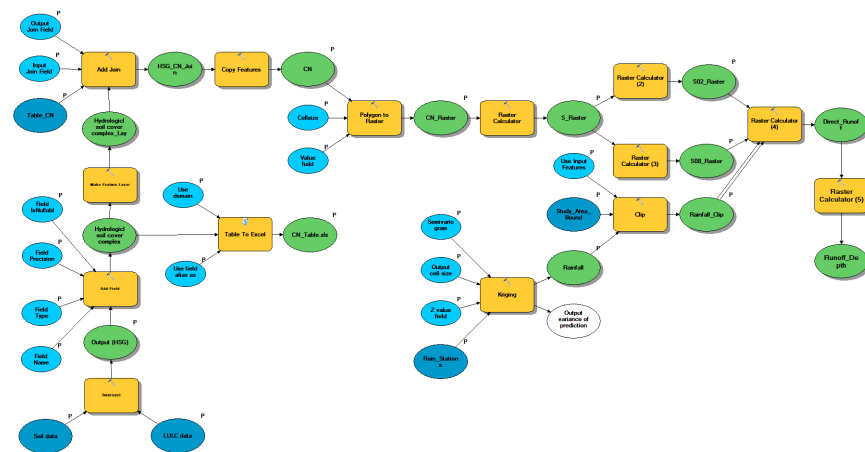 P
Output
Join Field
P
Input
Join Field
P
Table_CN
Add Join
P
HSG_CN_Joi
n
Copy Features
P
CN
P
Hydrologicl
soil cover
complex_Lay
Make Feature Layer
P
Hydrologicl
soil cover
complex
P
Field
IsNullabl
P
Field
Precision
P
Field
Type
P
Field
Name
Add Field
P
Output (HSG)
Intersect
P
Soil data
P
LULC data
P
Use
domain
P
Use field
alias as
Table To Excel
P
CN_Table.xls
P
Cellsize
P
Value
field
Polygon to
Raster
P
CN_Raster
Raster
Calculator
P
S_Raster
Raster
Calculator (2)
P
S02_Raster
Raster
Calculator (3)
P
S08_Raster
P
Use Input
Features
P
Study_Area_
Bound
Clip
P
Rainfall_Clip
Raster Calculator
(4)
P
Direct_Runof
f
Raster
Calculator (5)
P
Runoff_De
pth
P
Semivario
gram
P
Output
cell size
P
Z value
field
P
Rain_Station
s
Kriging
P
Rainfall
P
Output
variance of
prediction